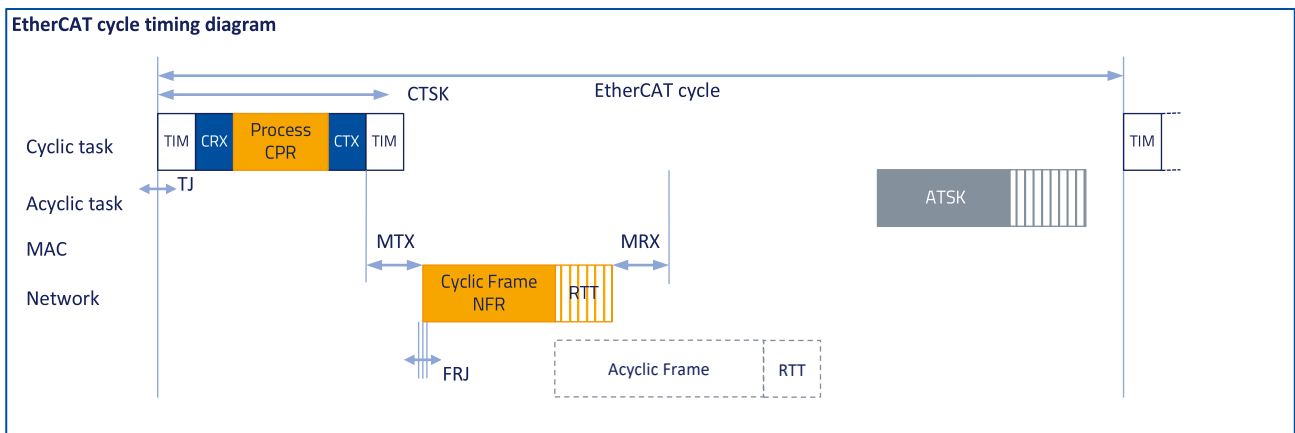 EtherCAT cycle timing diagram
EtherCAT cycle
CTSK
Cyclic task
TIM
CRX
Process
CPR
CTX
TIM
TIM
TJ
Acyclic task
ATSK
MAC
MTX
MRX
Network
Cyclic Frame
NFR
RTT
FRJ
Acyclic Frame
RTT